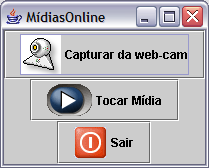 MídiasOnline
Capturar da web-cam
Tocar Mídia
Sair